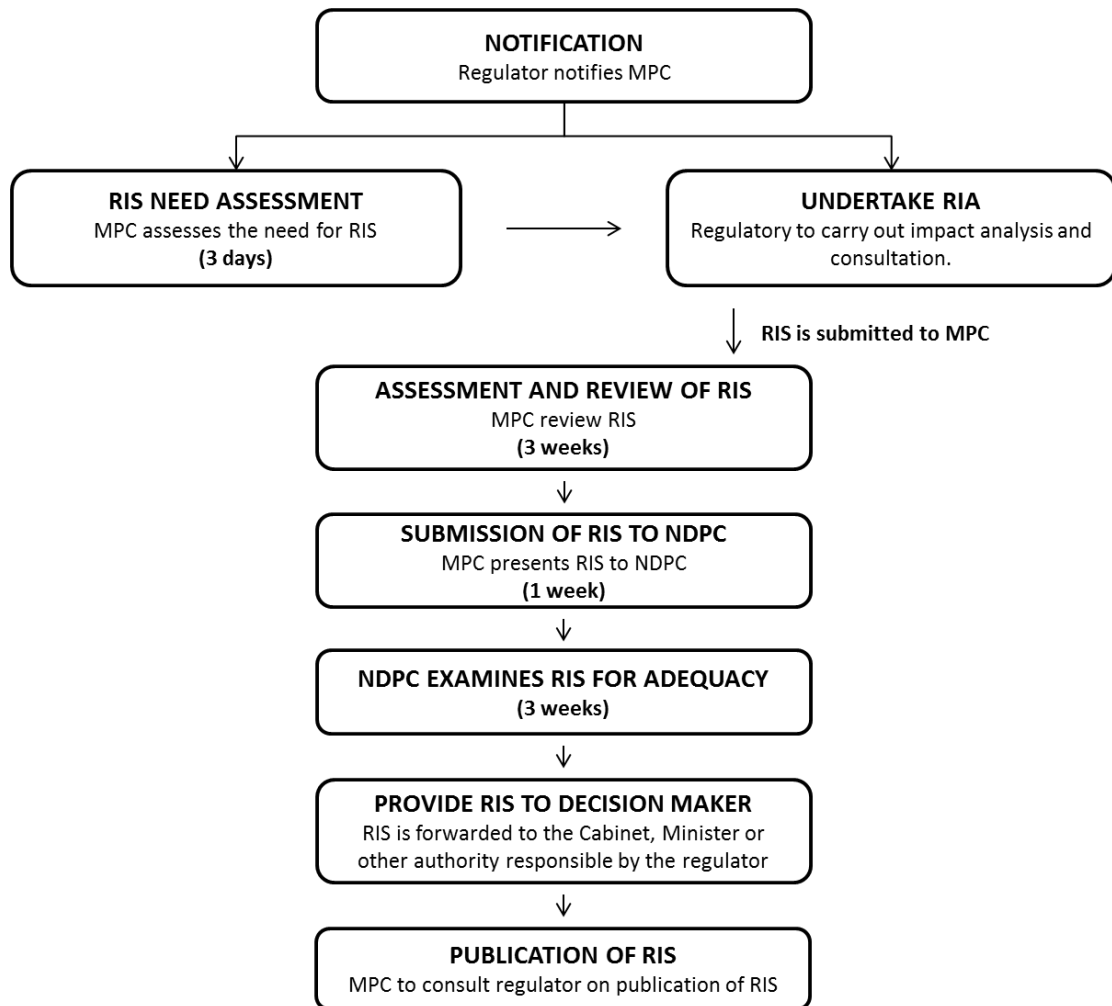 NOTIFICATION
Regulator notifies MPC
RIS NEED ASSESSMENT
MPC assesses the need for RIS
(3 days)
UNDERTAKE RIA
Regulatory to carry out impact analysis and
consultation.
RIS is submitted to MPC
ASSESSMENT AND REVIEW OF RIS
MPC review RIS
(3 weeks)
SUBMISSION OF RIS TO NDPC
MPC presents RIS to NDPC
(1 week)
NDPC EXAMINES RIS FOR ADEQUACY
(3 weeks)
PROVIDE RIS TO DECISION MAKER
RIS is forwarded to the Cabinet, Minister or
other authority responsible by the regulator
PUBLICATION OF RIS
MPC to consult regulator on publication of RIS